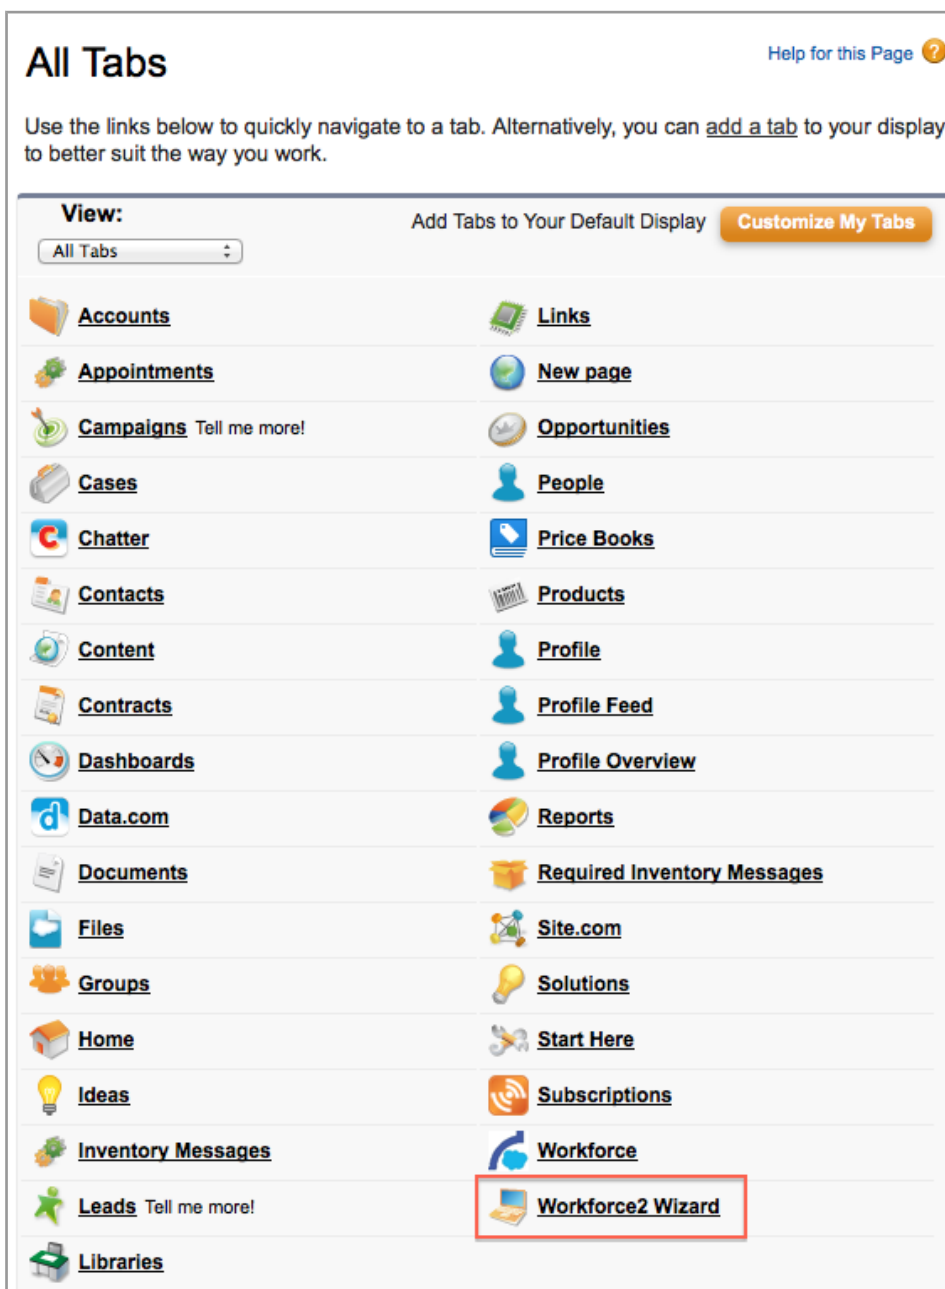 All Tabs
Help for this Page ?
Use the links below to quickly navigate to a tab. Alternatively, you can add a tab to your display
to better suit the way you work.
View:
Add Tabs to Your Default Display
Customize My Tabs
All Tabs
Accounts
Appointments
Campaigns Tell me more!
Cases
Chatter
Contacts
Content
Contracts
Dashboards
Data.com
Documents
Files
Groups
Home
Ideas
Inventory Messages
Leads Tell me more!
Libraries
Links
New page
Opportunities
People
Price Books
Products
Profile
Profile Feed
Profile Overview
Reports
Required Inventory Messages
Site.com
Solutions
Start Here
Subscriptions
Workforce
Workforce2 Wizard